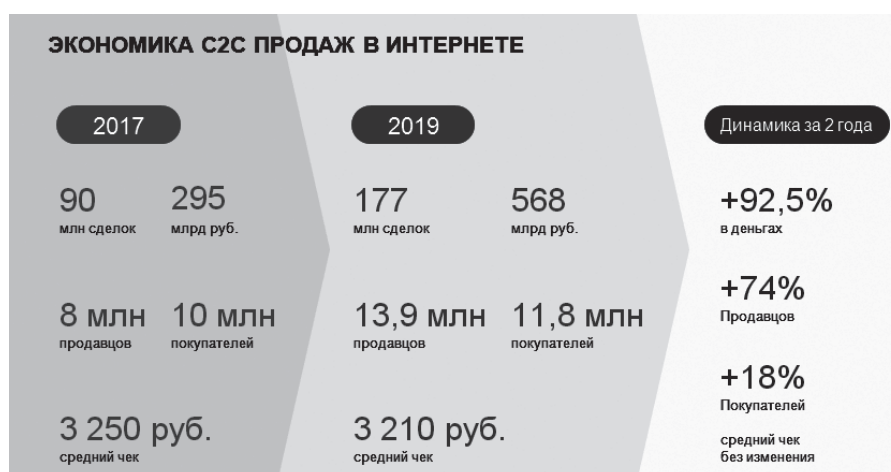 ЭКОНОМИКА С2С ПРОДАЖ В ИНТЕРНЕТЕ
2017
90
млн сделок
295
млрд руб.
8 млн
продавцов
10 млн
покупателей
3 250 руб.
средний чек
2019
177
млн сделок
568
млрд руб.
13,9 млн
продавцов
11,8 млн
покупателей
3 210 руб.
средний чек
Динамика за 2 года
+92,5%
в деньгах
+74%
Продавцов
+18%
Покупателей
средний чек
без изменения